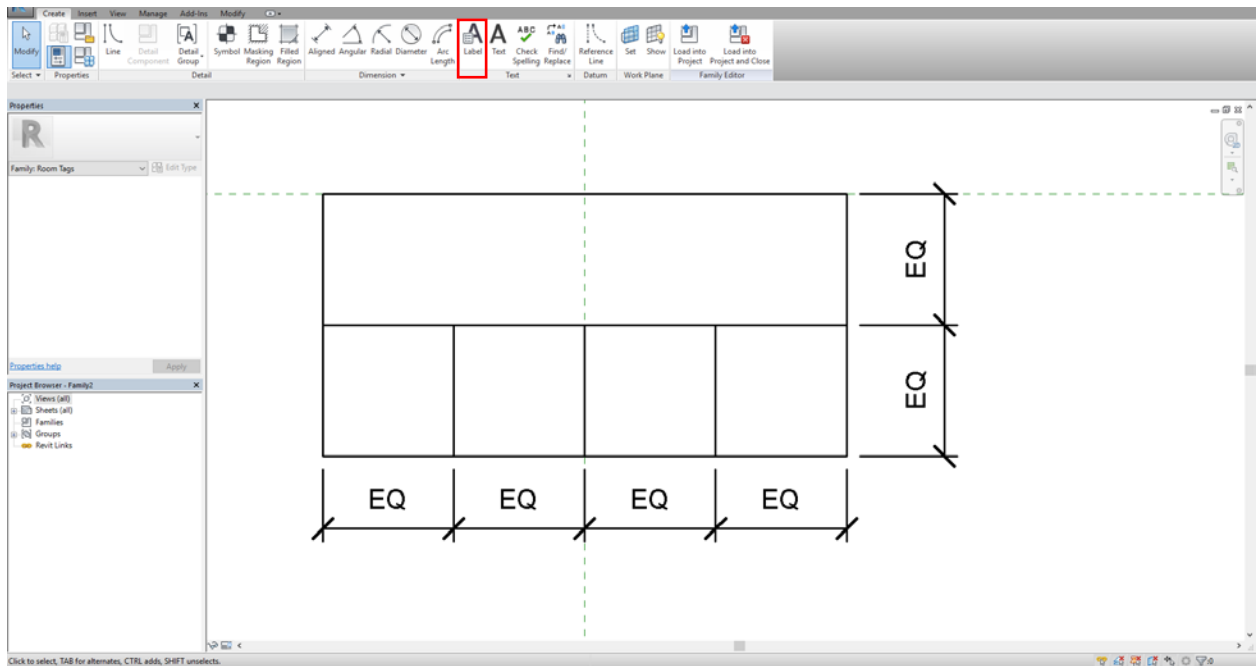 Create Insert View Manage Add-Ins Modify
Modify Line Detail Component Detail Group Symbol Masking Region Filled Region Aligned Angular Radial Diameter Arc Length Label Text Check Spelling Find/ Replace Reference Line Set Show Load into Project Load into Project and Close
Select Properties Detail Dimension Text Datum Work Plane Family Editor
Properties
R
Family: Room Tags Edit Type
EQ
EQ
Properties help Apply
Project Browser - Family2
Views (all)
Sheets (all)
Families
Groups
Revit Links
EQ EQ EQ EQ
Click to select, TAB for alternates, CTRL adds, SHIFT unselects.
:0